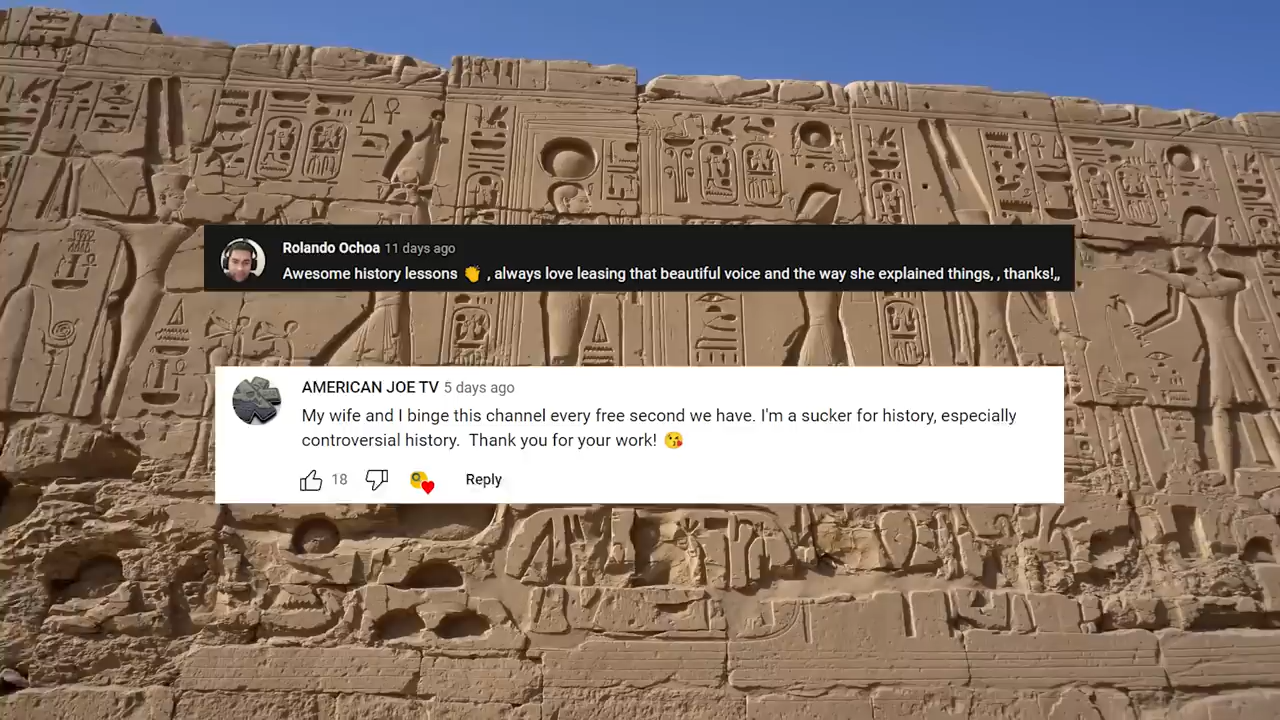 Rolando Ochoa 11 days ago
Awesome history lessons 👏 , always love leasing that beautiful voice and the way she explained things, , thanks!,,
AMERICAN JOE TV 5 days ago
My wife and I binge this channel every free second we have. I'm a sucker for history, especially
controversial history. Thank you for your work! 😘
18 Reply